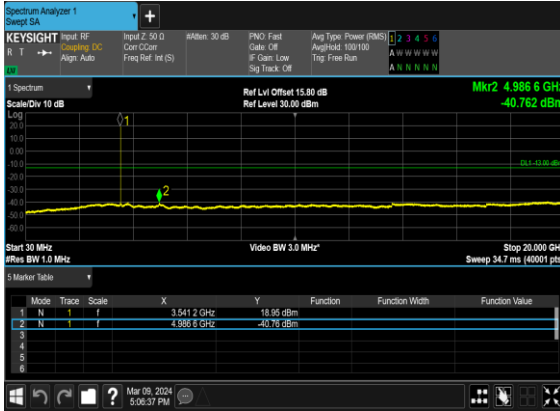 Spectrum Analyzer 1
Swept SA
+
KEYSIGHT Input: RF Input Z: 50 Ω #Atten: 30 dB PNO: Fast Avg Type: Power (RMS) 1 2 3 4 5 6
R T Coupling: DC Corr CCorr Gate: Off Avg|Hold: 100/100 A W W W W W
Align: Auto Freq Ref: Int (S) IF Gain: Low Trig: Free Run
Sig Track: Off A N N N N N
1 Spectrum
Ref Lvl Offset 15.80 dB Mkr2 4.986 6 GHz
Scale/Div 10 dB Ref Level 30.00 dBm -40.762 dBm
Log
20.0
10.0
0.00
-10.0
DL1 -13.00 dBm
-20.0
-30.0
-40.0
-50.0
-60.0
1
2
Start 30 MHz Video BW 3.0 MHz* Stop 20.000 GHz
#Res BW 1.0 MHz Sweep 34.7 ms (40001 pts)
5 Marker Table
Mode Trace Scale X Y Function Function Width Function Value
1 N 1 f 3.541 2 GHz 18.95 dBm
2 N 1 f 4.986 6 GHz -40.76 dBm
3
4
5
6
? Mar 09, 2024
5:06:37 PM